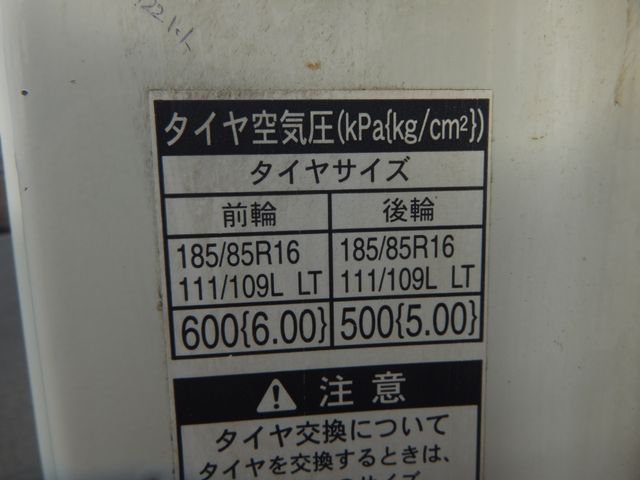 タイヤ空気圧(kPa{kg/cm²})
タイヤサイズ
前輪 後輪
185/85R16 185/85R16
111/109L LT 111/109L LT
600{6.00} 500{5.00}
注意
タイヤ交換について
タイヤを交換するときは、